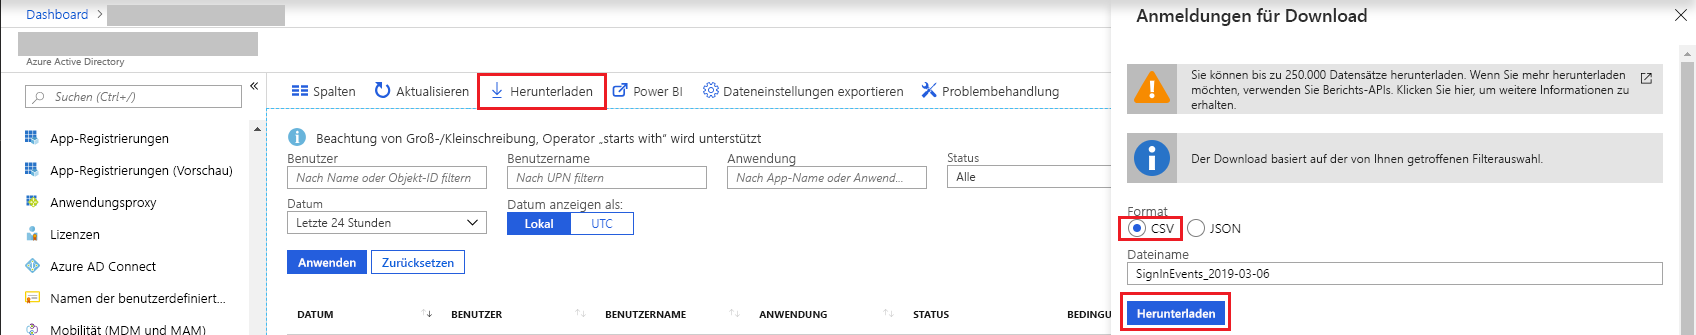 Dashboard >
Azure Active Directory
Suchen (Ctrl+/)
«
App-Registrierungen
App-Registrierungen (Vorschau)
Anwendungsproxy
Lizenzen
Azure AD Connect
Namen der benutzerdefiniert...
Mobilität (MDM und MAM)
Spalten
Aktualisieren
Herunterladen
Power BI
Dateneinstellungen exportieren
Problembehandlung
Beachtung von Groß-/Kleinschreibung, Operator „starts with“ wird unterstützt
Benutzer
Benutzername
Anwendung
Status
Nach Name oder Objekt-ID filtern
Nach UPN filtern
Nach App-Name oder Anwend...
Alle
Datum
Datum anzeigen als:
Letzte 24 Stunden
Lokal
UTC
Anwenden
Zurücksetzen
DATUM
BENUTZER
BENUTZERNAME
ANWENDUNG
STATUS
BEDINGU
Anmeldungen für Download
Sie können bis zu 250.000 Datensätze herunterladen. Wenn Sie mehr herunterladen
möchten, verwenden Sie Berichts-APIs. Klicken Sie hier, um weitere Informationen zu
erhalten.
Der Download basiert auf der von Ihnen getroffenen Filterauswahl.
Format
CSV
JSON
Dateiname
SignInEvents_2019-03-06
Herunterladen